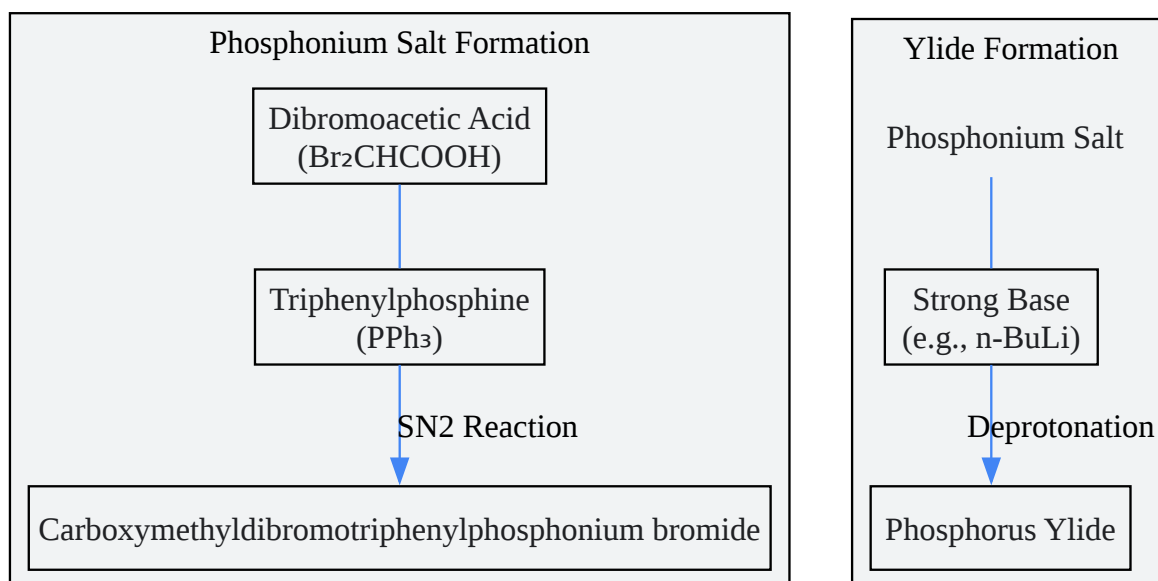 Phosphonium Salt Formation
Dibromoacetic Acid
(Br₂CHCOOH)
Triphenylphosphine
(PPh₃)
SN2 Reaction
Carboxymethyldibromotriphenylphosphonium bromide
Ylide Formation
Phosphonium Salt
Strong Base
(e.g., n-BuLi)
Deprotonation
Phosphorus Ylide